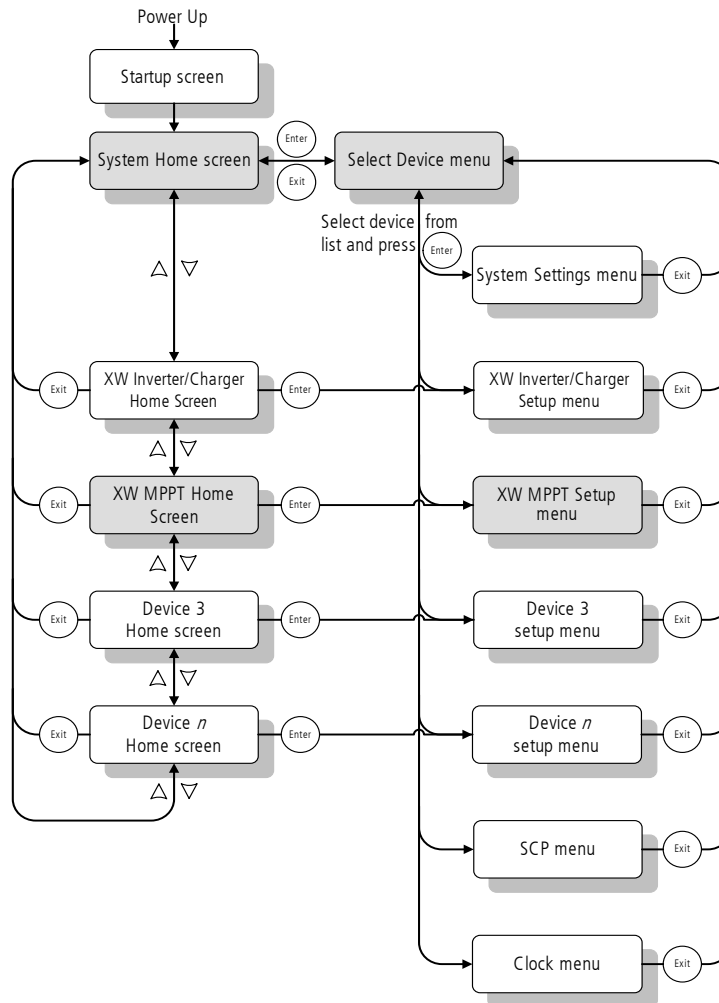 Power Up
Startup screen
System Home screen
Enter
Exit
Select Device menu
Select device from
list and press
Enter
System Settings menu
Exit
Exit
XW Inverter/Charger
Home Screen
Enter
XW Inverter/Charger
Setup menu
Exit
Exit
XW MPPT Home
Screen
Enter
XW MPPT Setup
menu
Exit
Exit
Device 3
Home screen
Enter
Device 3
setup menu
Exit
Exit
Device n
Home screen
Enter
Device n
setup menu
Exit
SCP menu
Exit
Clock menu
Exit